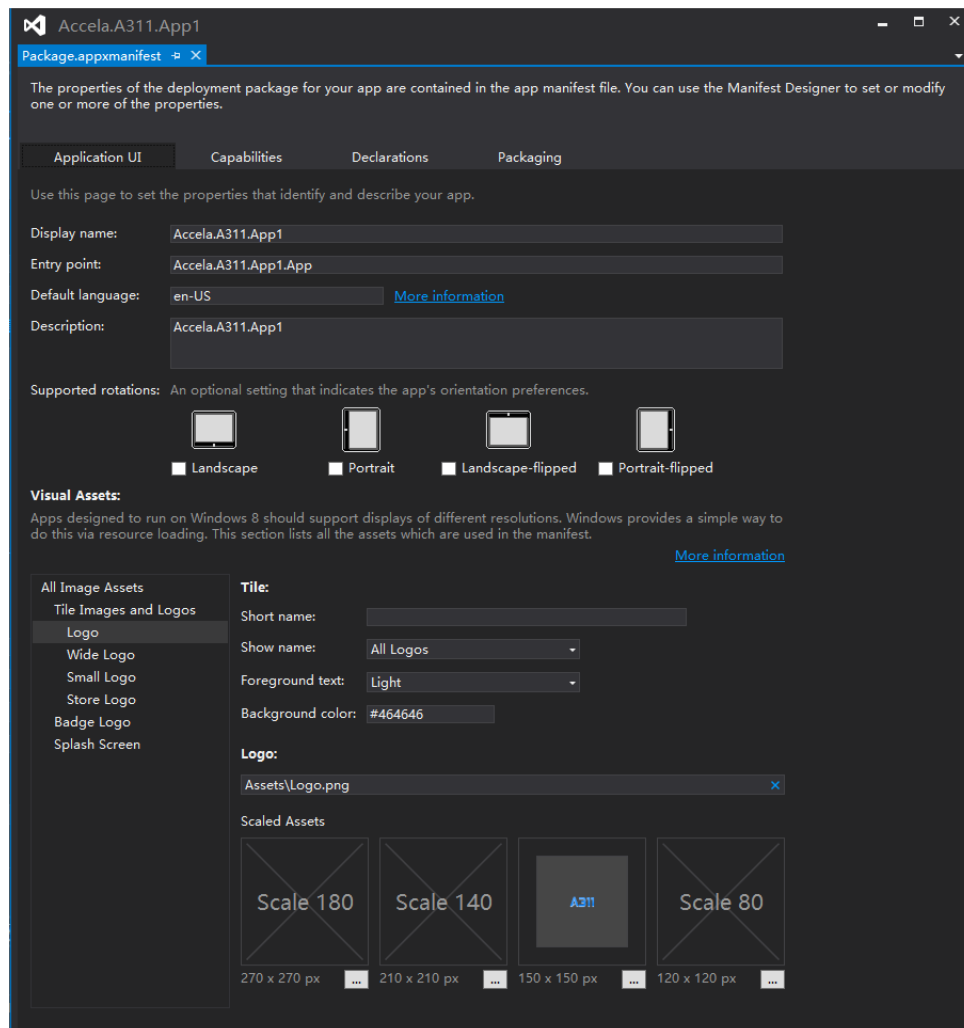 Accela.A311.App1
Package.appxmanifest
The properties of the deployment package for your app are contained in the app manifest file. You can use the Manifest Designer to set or modify
one or more of the properties.
Application UI Capabilities Declarations Packaging
Use this page to set the properties that identify and describe your app.
Display name: Accela.A311.App1
Entry point: Accela.A311.App1.App
Default language: en-US More information
Description: Accela.A311.App1
Supported rotations: An optional setting that indicates the app's orientation preferences.
Landscape Portrait Landscape-flipped Portrait-flipped
Visual Assets:
Apps designed to run on Windows 8 should support displays of different resolutions. Windows provides a simple way to
do this via resource loading. This section lists all the assets which are used in the manifest.
More information
All Image Assets
Tile Images and Logos
Logo
Wide Logo
Small Logo
Store Logo
Badge Logo
Splash Screen
Tile:
Short name:
Show name: All Logos
Foreground text: Light
Background color: #464646
Logo:
Assets\Logo.png
Scaled Assets
Scale 180 Scale 140 A311 Scale 80
270 x 270 px ... 210 x 210 px ... 150 x 150 px ... 120 x 120 px ...